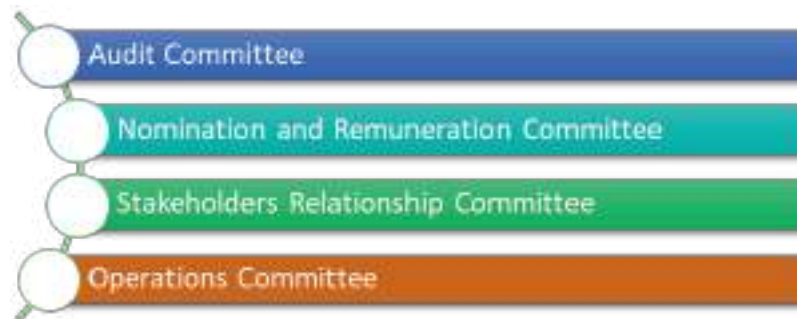 Audit Committee
Nomination and Remuneration Committee
Stakeholders Relationship Committee
Operations Committee